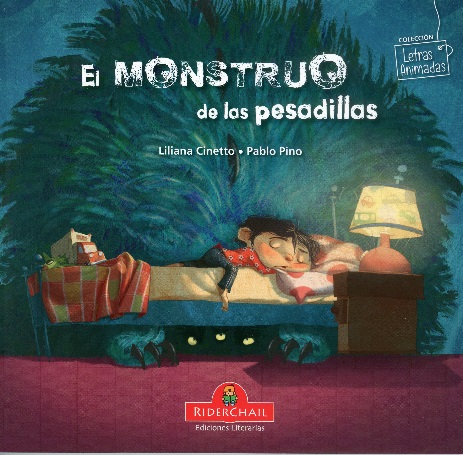 COLECCIÓN
Letras
Animadas
El MONSTRUO
de las pesadillas
Liliana Cinetto • Pablo Pino
RIDERCHAIL
Ediciones Literarias